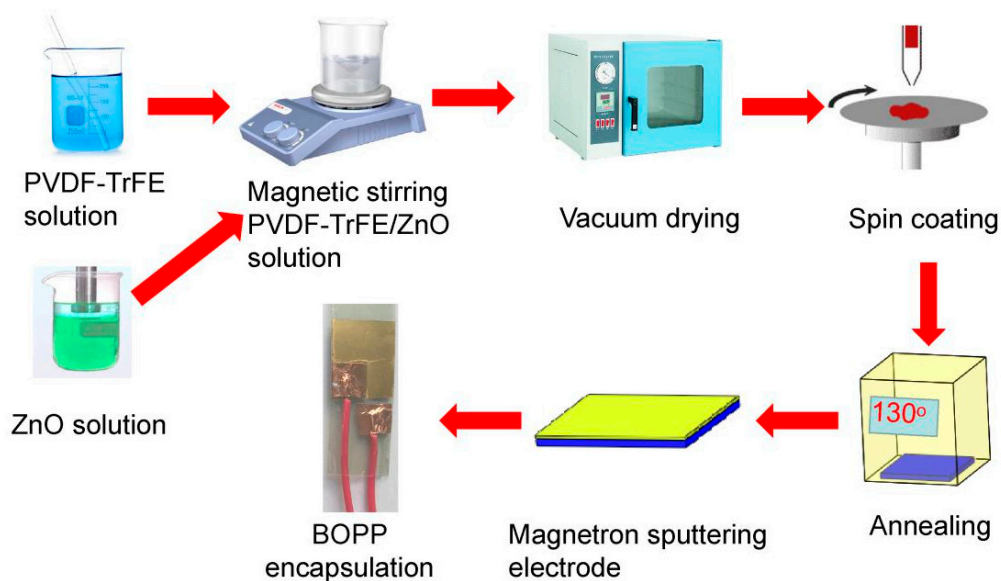 PVDF-TrFE
solution
Magnetic stirring
PVDF-TrFE/ZnO
solution
Vacuum drying
Spin coating
ZnO solution
130°
BOPP
encapsulation
Magnetron sputtering
electrode
Annealing